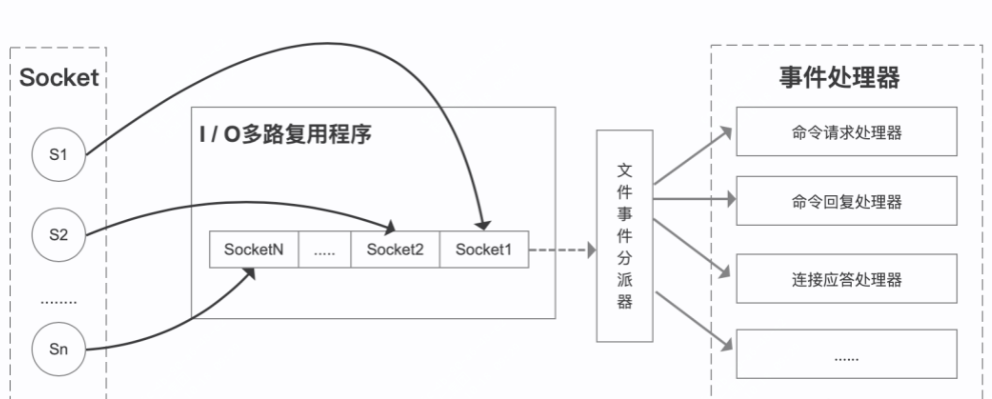 Socket
S1
S2
........
Sn
I / O多路复用程序
SocketN
.....
Socket2
Socket1
文件事件分派器
事件处理器
命令请求处理器
命令回复处理器
连接应答处理器
......